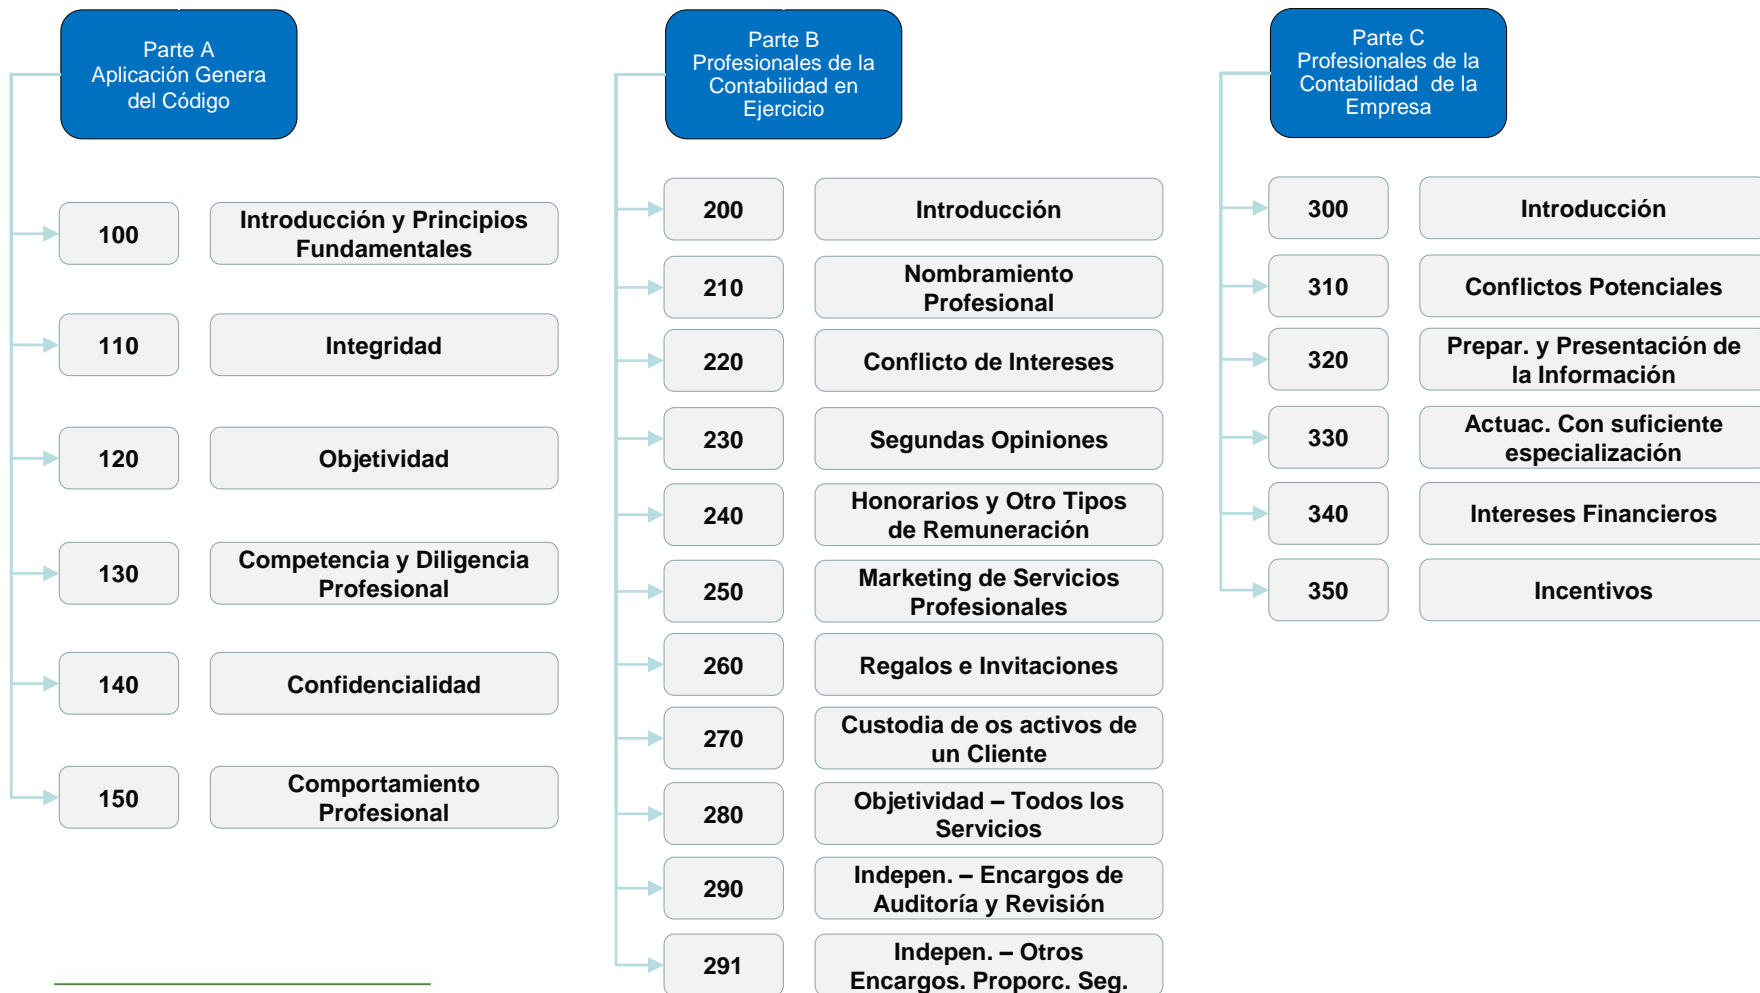 Parte A
Aplicación Genera
del Código
100
Introducción y Principios
Fundamentales
110
Integridad
120
Objetividad
130
Competencia y Diligencia
Profesional
140
Confidencialidad
150
Comportamiento
Profesional
Parte B
Profesionales de la
Contabilidad en
Ejercicio
200
Introducción
210
Nombramiento
Profesional
220
Conflicto de Intereses
230
Segundas Opiniones
240
Honorarios y Otro Tipos
de Remuneración
250
Marketing de Servicios
Profesionales
260
Regalos e Invitaciones
270
Custodia de os activos de
un Cliente
280
Objetividad – Todos los
Servicios
290
Indepen. – Encargos de
Auditoría y Revisión
291
Indepen. – Otros
Encargos. Proporc. Seg.
Parte C
Profesionales de la
Contabilidad de la
Empresa
300
Introducción
310
Conflictos Potenciales
320
Prepar. y Presentación de
la Información
330
Actuac. Con suficiente
especialización
340
Intereses Financieros
350
Incentivos